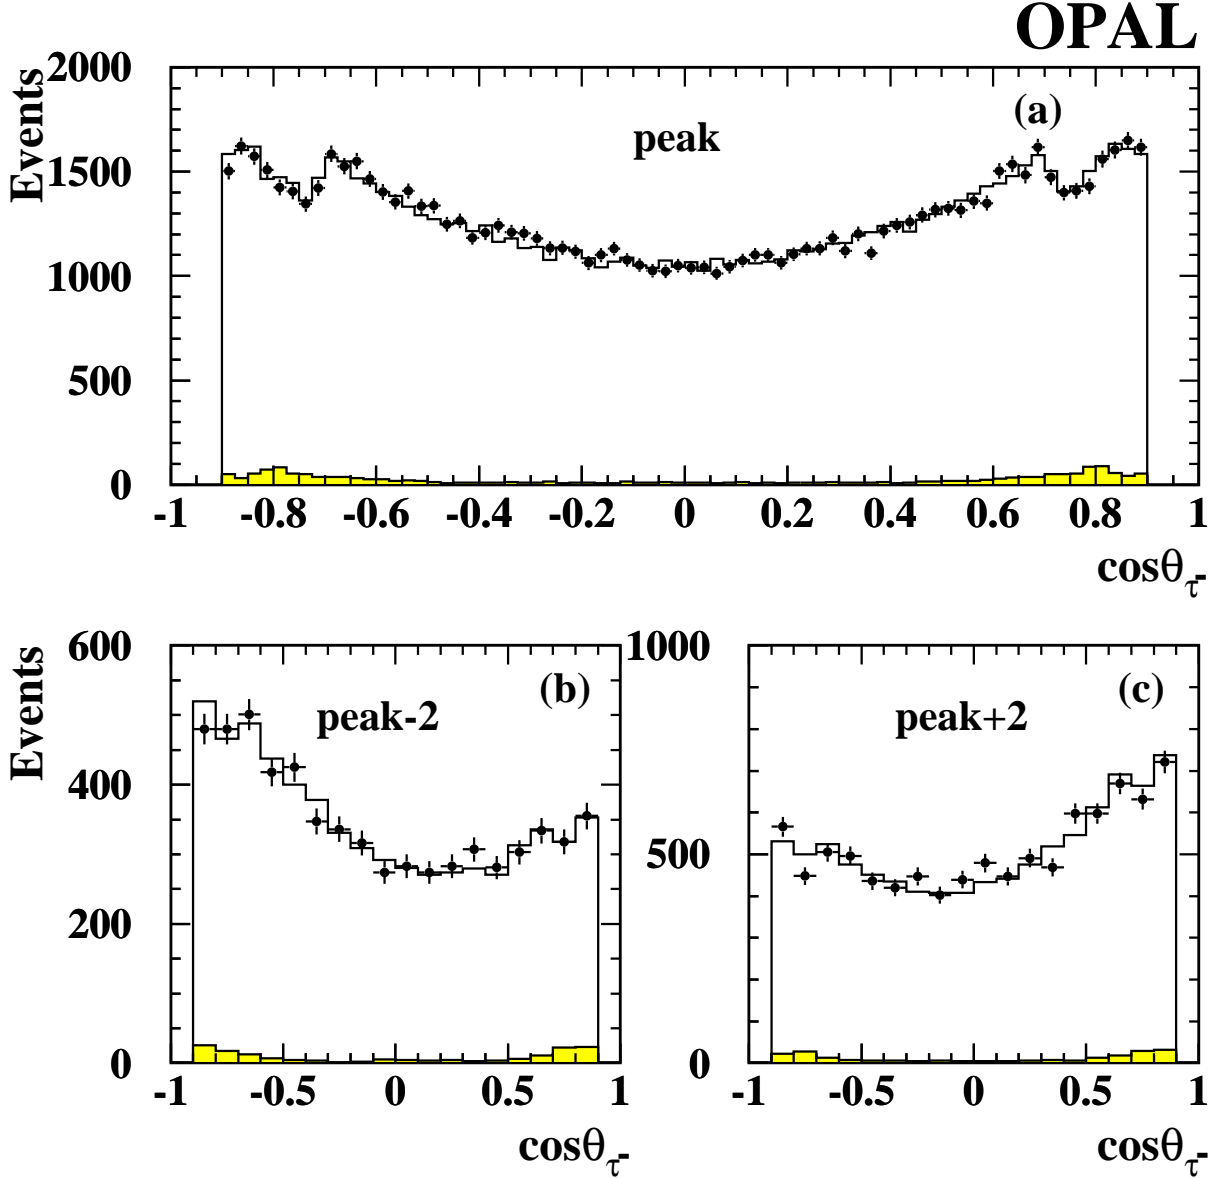 OPAL
Events
2000
1500
1000
500
0
(a)
peak
-1 -0.8 -0.6 -0.4 -0.2 0 0.2 0.4 0.6 0.8 1
cosθτ-
Events
600
400
200
0
(b)
peak-2
-1 -0.5 0 0.5 1
cosθτ-
1000
500
0
(c)
peak+2
-1 -0.5 0 0.5 1
cosθτ-